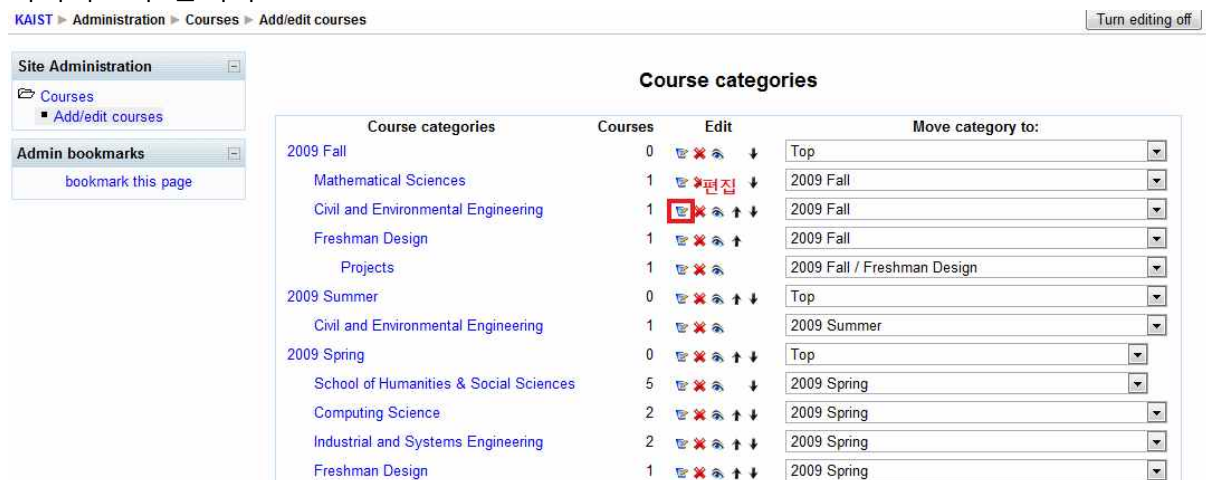 KAIST ► Administration ► Courses ► Add/edit courses
Turn editing off
Site Administration
Courses
Add/edit courses
Admin bookmarks
bookmark this page
Course categories
Course categories Courses Edit Move category to:
2009 Fall 0 Top
Mathematical Sciences 1 편집 2009 Fall
Civil and Environmental Engineering 1 2009 Fall
Freshman Design 1 2009 Fall
Projects 1 2009 Fall / Freshman Design
2009 Summer 0 Top
Civil and Environmental Engineering 1 2009 Summer
2009 Spring 0 Top
School of Humanities & Social Sciences 5 2009 Spring
Computing Science 2 2009 Spring
Industrial and Systems Engineering 2 2009 Spring
Freshman Design 1 2009 Spring